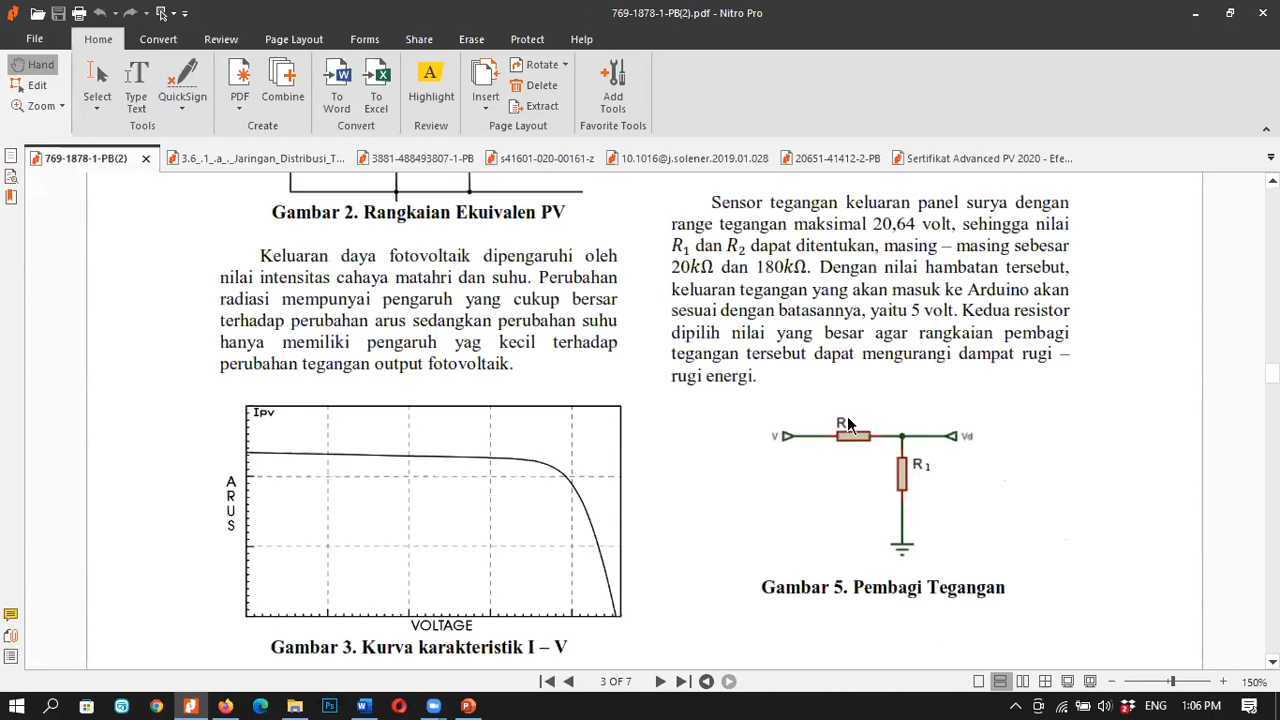 769-1878-1-PB(2).pdf - Nitro Pro
File Home Convert Review Page Layout Forms Share Erase Protect Help
Hand
Edit
Zoom
Select
Type Text
QuickSign
Tools
PDF
Combine
Create
To Word
To Excel
Convert
Highlight
Review
Insert
Rotate
Delete
Extract
Page Layout
Add Tools
Favorite Tools
769-1878-1-PB(2)
3.6_.1_.a_._Jaringan_Distribusi_T...
3881-488493807-1-PB
s41601-020-00161-z
10.1016@j.solener.2019.01.028
20651-41412-2-PB
Sertifikat Advanced PV 2020 - Efe...
Gambar 2. Rangkaian Ekuivalen PV
Keluaran daya fotovoltaik dipengaruhi oleh
nilai intensitas cahaya matahri dan suhu. Perubahan
radiasi mempunyai pengaruh yang cukup bersar
terhadap perubahan arus sedangkan perubahan suhu
hanya memiliki pengaruh yag kecil terhadap
perubahan tegangan output fotovoltaik.
Ipv
ARUS
VOLTAGE
Gambar 3. Kurva karakteristik I – V
Sensor tegangan keluaran panel surya dengan
range tegangan maksimal 20,64 volt, sehingga nilai
R₁ dan R₂ dapat ditentukan, masing – masing sebesar
20kΩ dan 180kΩ. Dengan nilai hambatan tersebut,
keluaran tegangan yang akan masuk ke Arduino akan
sesuai dengan batasannya, yaitu 5 volt. Kedua resistor
dipilih nilai yang besar agar rangkaian pembagi
tegangan tersebut dapat mengurangi dampak rugi –
rugi energi.
R
V
Vd
R₁
Gambar 5. Pembagi Tegangan
3 OF 7
150%
ENG
1:06 PM